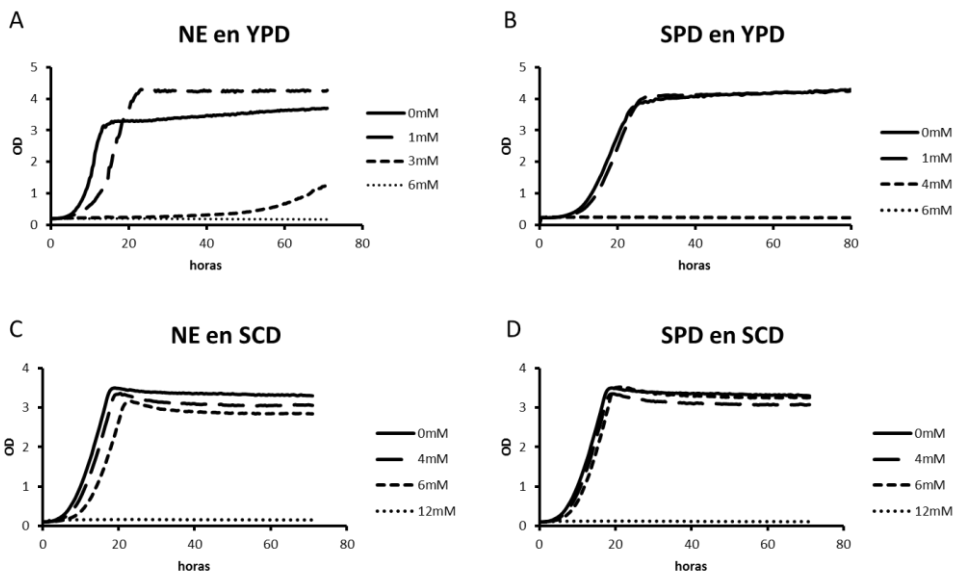 A
NE en YPD
5
4
3
2
1
0
OD
0 20 40 60 80
horas
0mM
1mM
3mM
6mM
B
SPD en YPD
5
4
3
2
1
0
OD
0 20 40 60 80
horas
0mM
1mM
4mM
6mM
C
NE en SCD
4
3
2
1
0
OD
0 20 40 60 80
horas
0mM
4mM
6mM
12mM
D
SPD en SCD
4
3
2
1
0
OD
0 20 40 60 80
horas
0mM
4mM
6mM
12mM